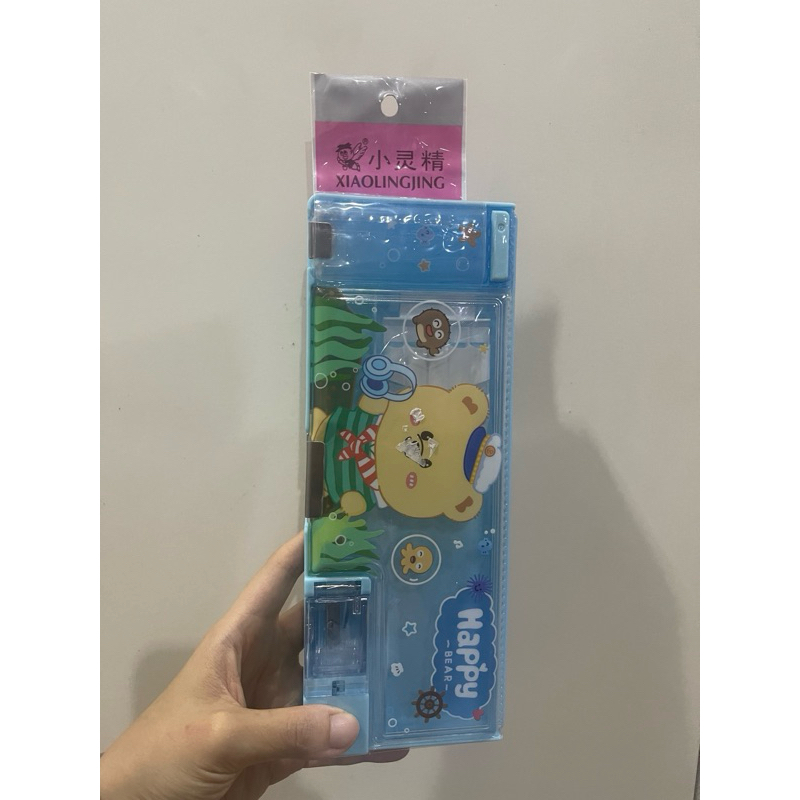 小灵精
XIAOLINGJING
Happy
-BEAR-